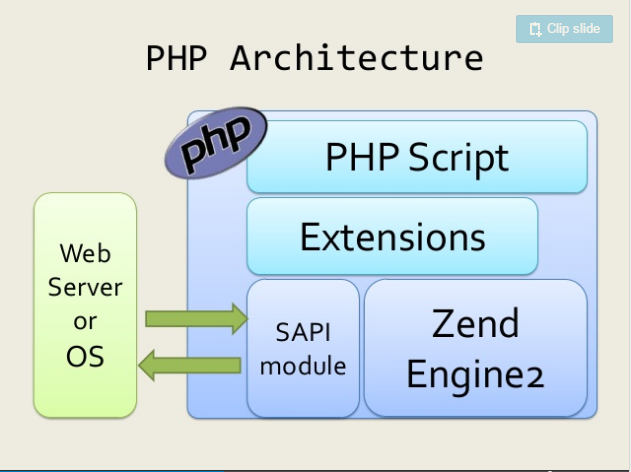 Clip slide
PHP Architecture
php
PHP Script
Extensions
Web
Server
or
OS
SAPI
module
Zend
Engine2